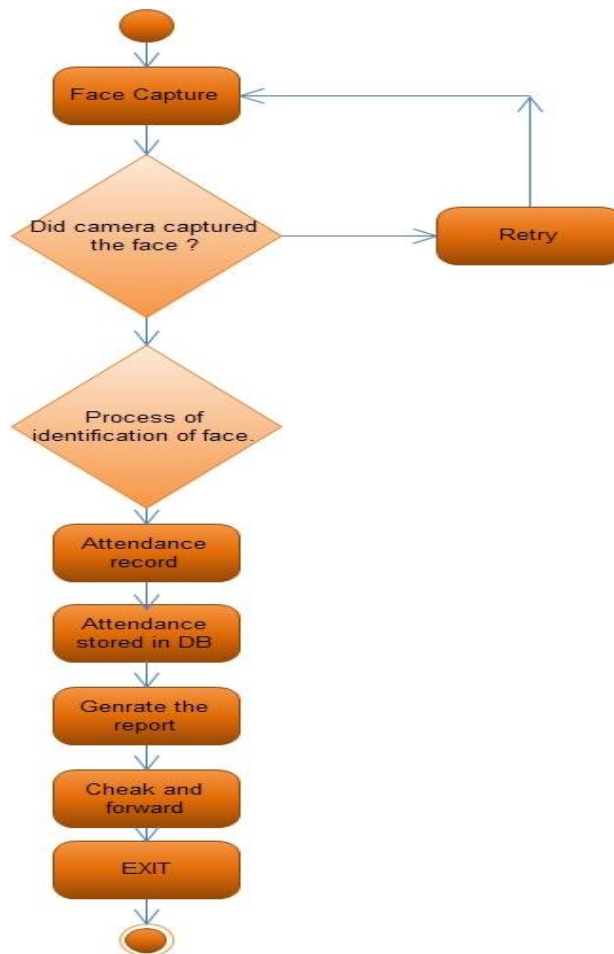 Face Capture
Did camera captured
the face ?
Retry
Process of
identification of face.
Attendance
record
Attendance
stored in DB
Genrate the
report
Cheak and
forward
EXIT